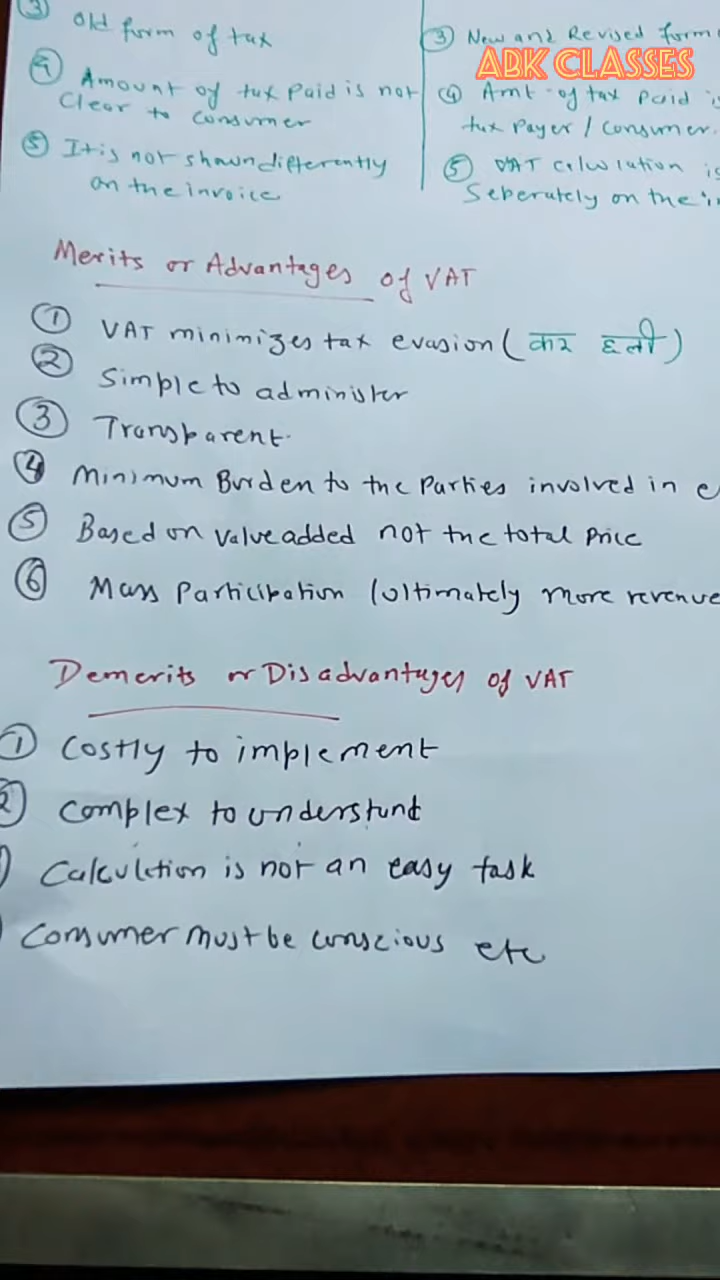 ③ Old form of tax
④ Amount of tax paid is not
clear to consumer
⑤ It is not shown differently
on the invoice
③ New and Revised form
ABK CLASSES
④ Amt. of tax paid is
tax payer / consumer.
⑤ VAT calculation is
Seperately on the
Merits or Advantages of VAT
① VAT minimizes tax evasion (कार छली)
② Simple to administer
③ Transparent.
④ Minimum Burden to the Parties involved in
⑤ Based on value added not the total price
⑥ Mass Participation (ultimately more revenue
Demerits or Disadvantages of VAT
① Costly to implement
② Complex to understand
Calculation is not an easy task
Consumer must be conscious etc